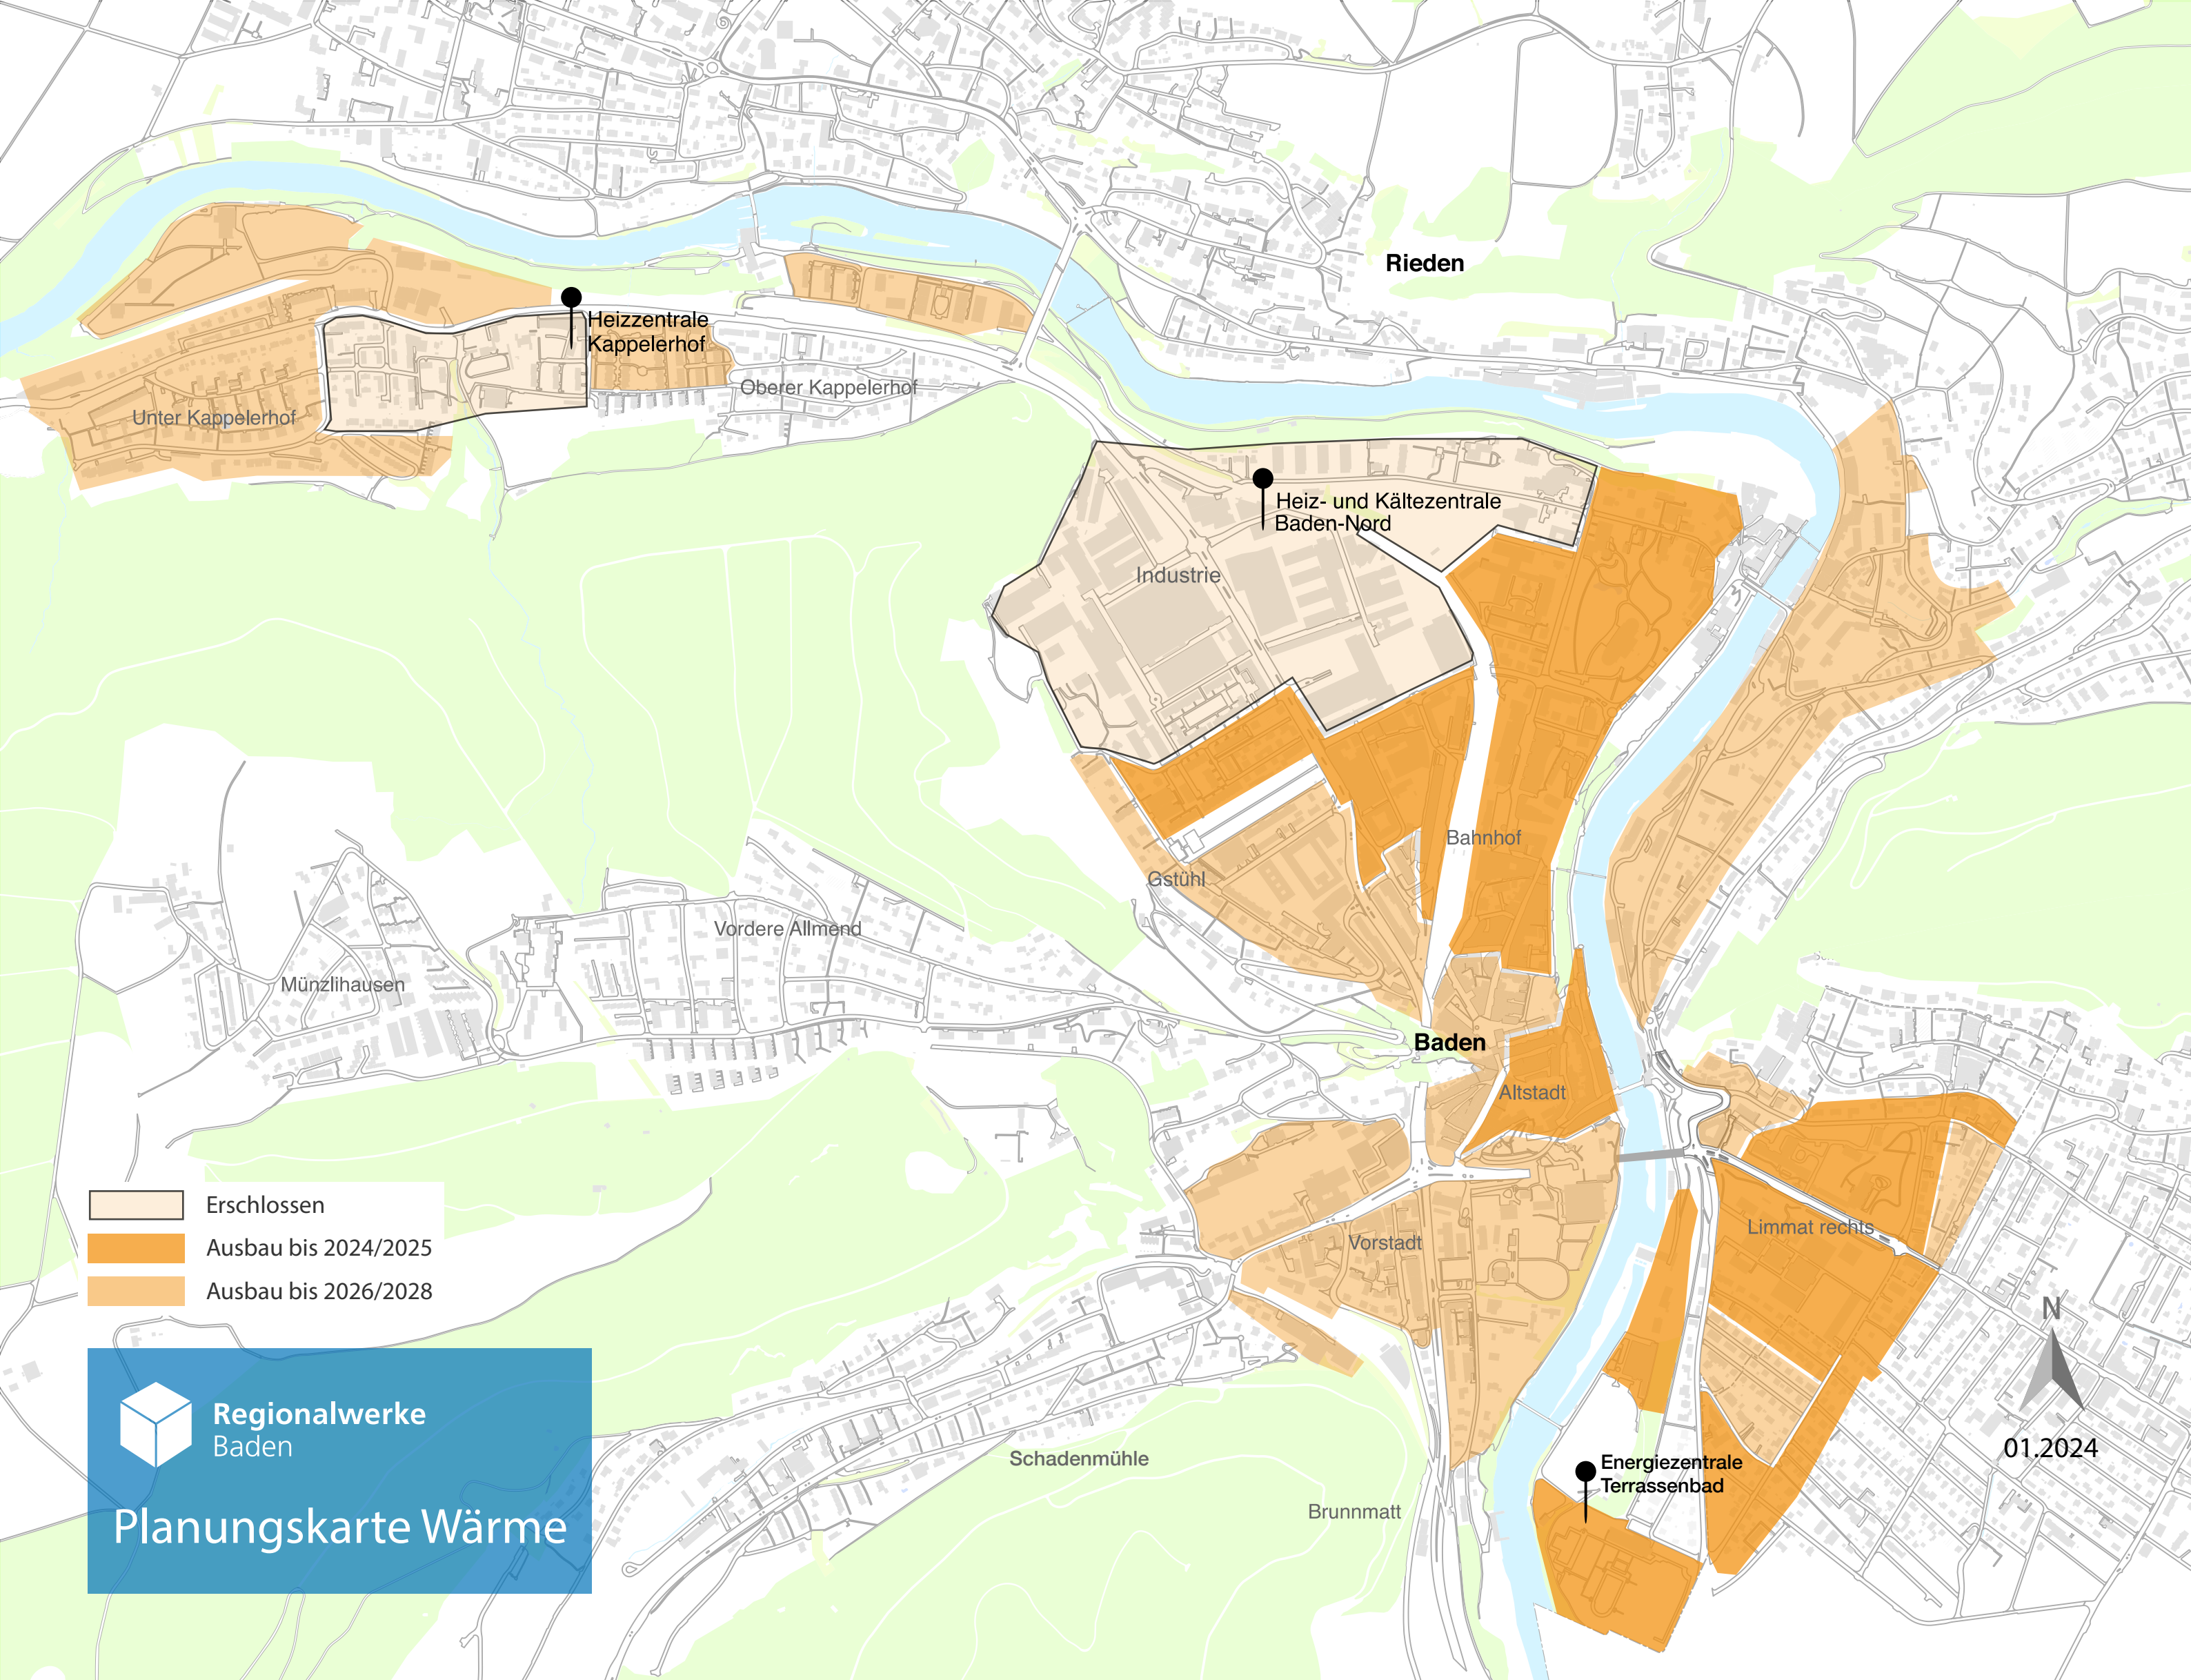 Rieden
Heizzentrale
Kappelerhof
Oberer Kappelerhof
Unter Kappelerhof
Heiz- und Kältezentrale
Baden-Nord
Industrie
Bahnhof
Gstühl
Vordere Allmend
Münzlihausen
Baden
Altstadt
Erschlossen
Ausbau bis 2024/2025
Ausbau bis 2026/2028
Limmat rechts
Vorstadt
N
01.2024
Regionalwerke
Baden
Planungskarte Wärme
Schadenmühle
Energiezentrale
Terrassenbad
Brunnmatt